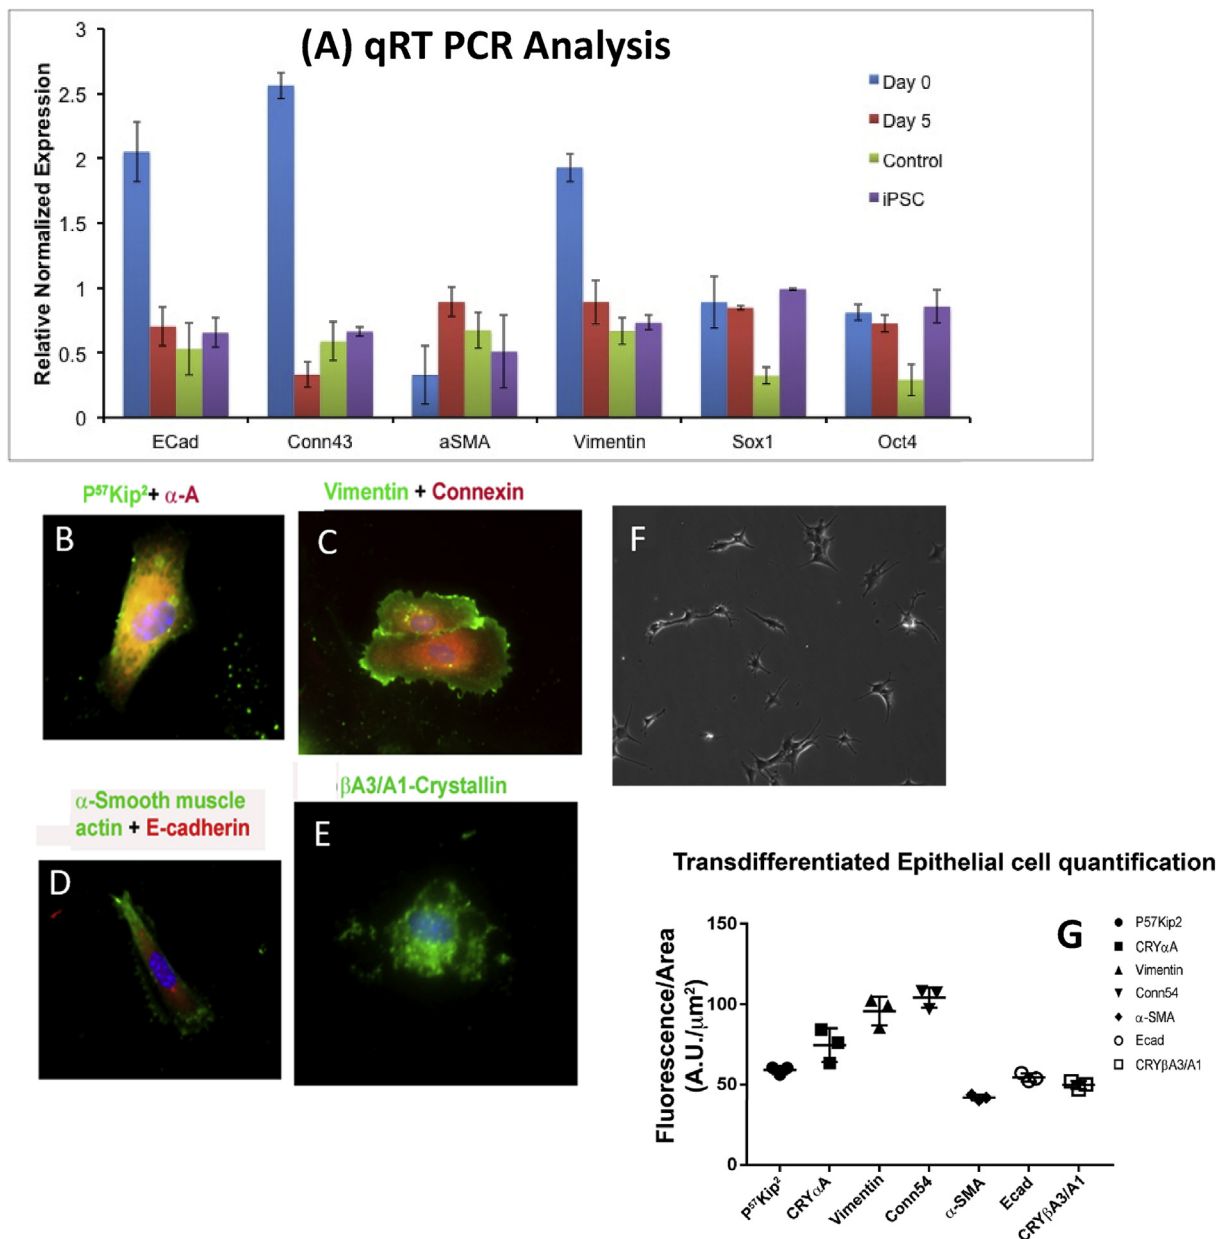 (A) qRT PCR Analysis
Relative Normalized Expression
3
2.5
2
1.5
1
0.5
0
Day 0
Day 5
Control
iPSC
ECad Conn43 aSMA Vimentin Sox1 Oct4
P⁵⁷Kip²+ α-A
Vimentin + Connexin
B
C
F
α-Smooth muscle
actin + E-cadherin
βA3/A1-Crystallin
D
E
Transdifferentiated Epithelial cell quantification
G
Fluorescence/Area
(A.U./μm²)
150
100
50
0
P57Kip2
CRYαA
Vimentin
Conn54
α-SMA
Ecad
CRYβA3/A1
P⁵⁷Kip² CRYαA Vimentin Conn54 α-SMA Ecad CRYβA3/A1